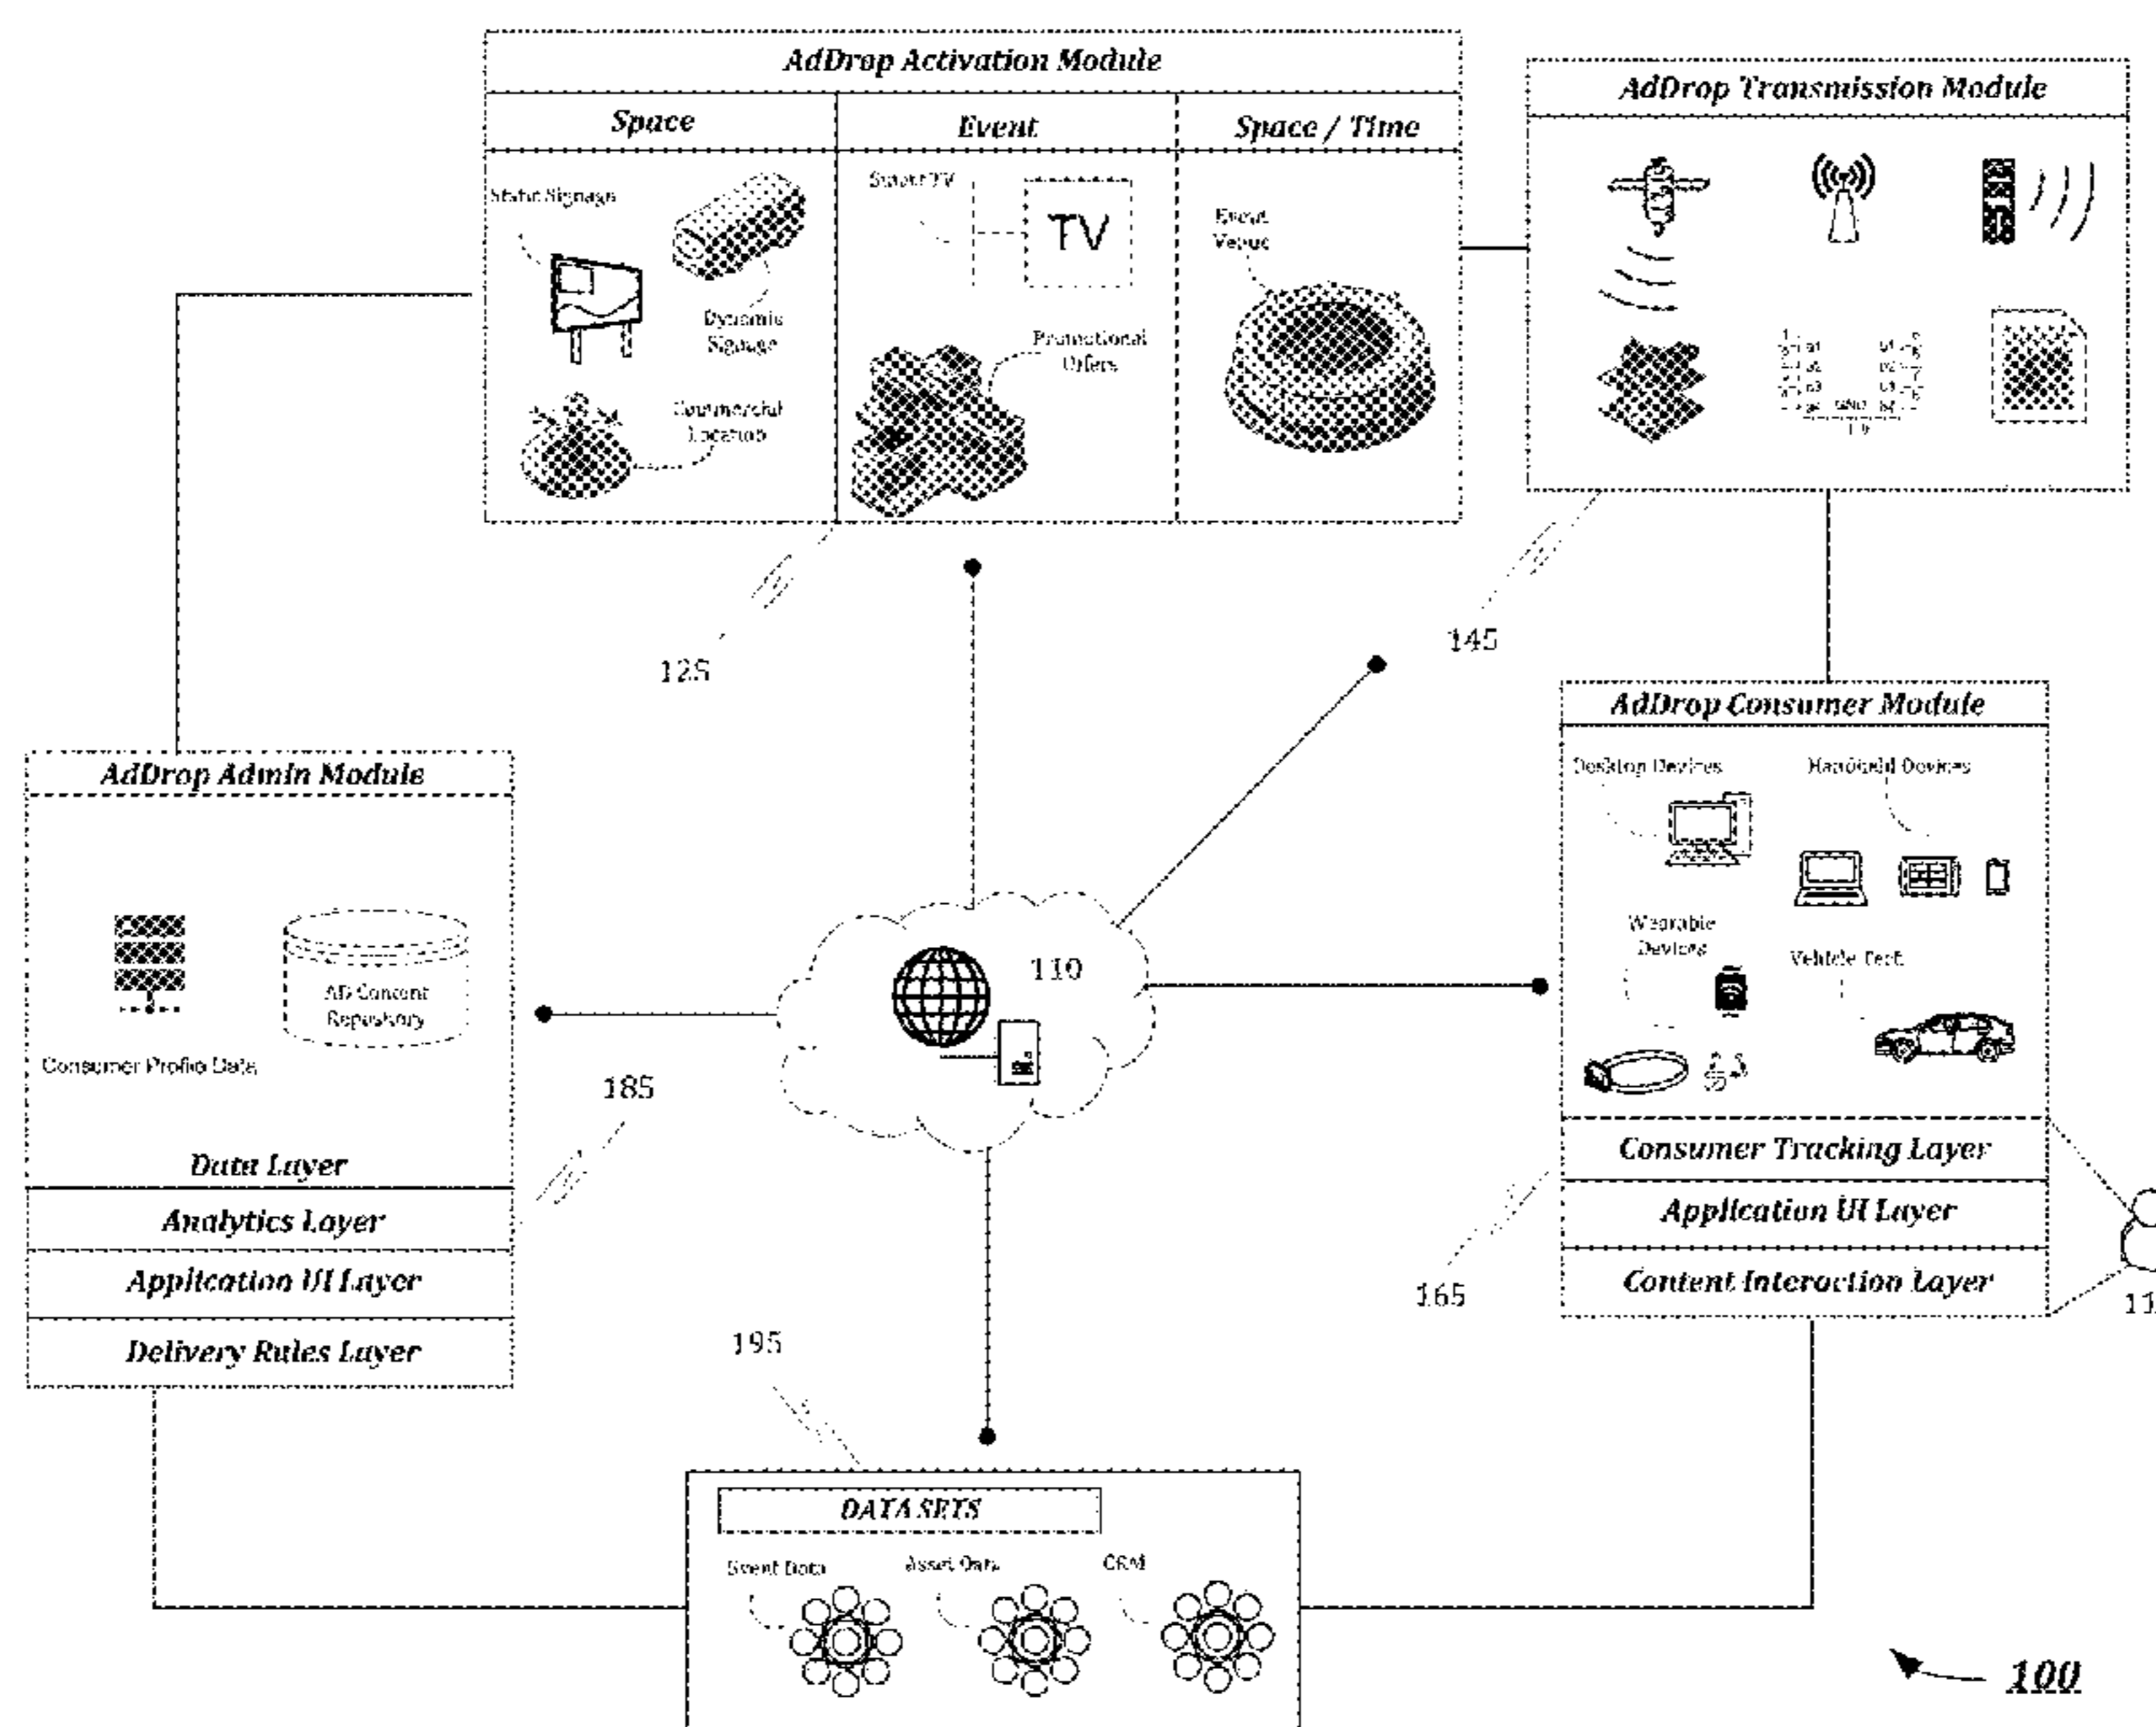 AdDrop Activation Module
Space
Event
Space / Time
Static Signage
Dynamic
Signage
Commercial
Location
Smart TV
TV
Promotional
Offers
Event
Venue
AdDrop Transmission Module
125
145
AdDrop Admin Module
AD Content
Repository
Consumer Profile Data
Data Layer
Analytics Layer
Application UI Layer
Delivery Rules Layer
185
110
AdDrop Consumer Module
Desktop Devices
Handheld Devices
Wearable
Devices
Vehicle Tech
Consumer Tracking Layer
Application UI Layer
Content Interaction Layer
165
11
195
DATA SETS
Event Data
Asset Data
CRM
100